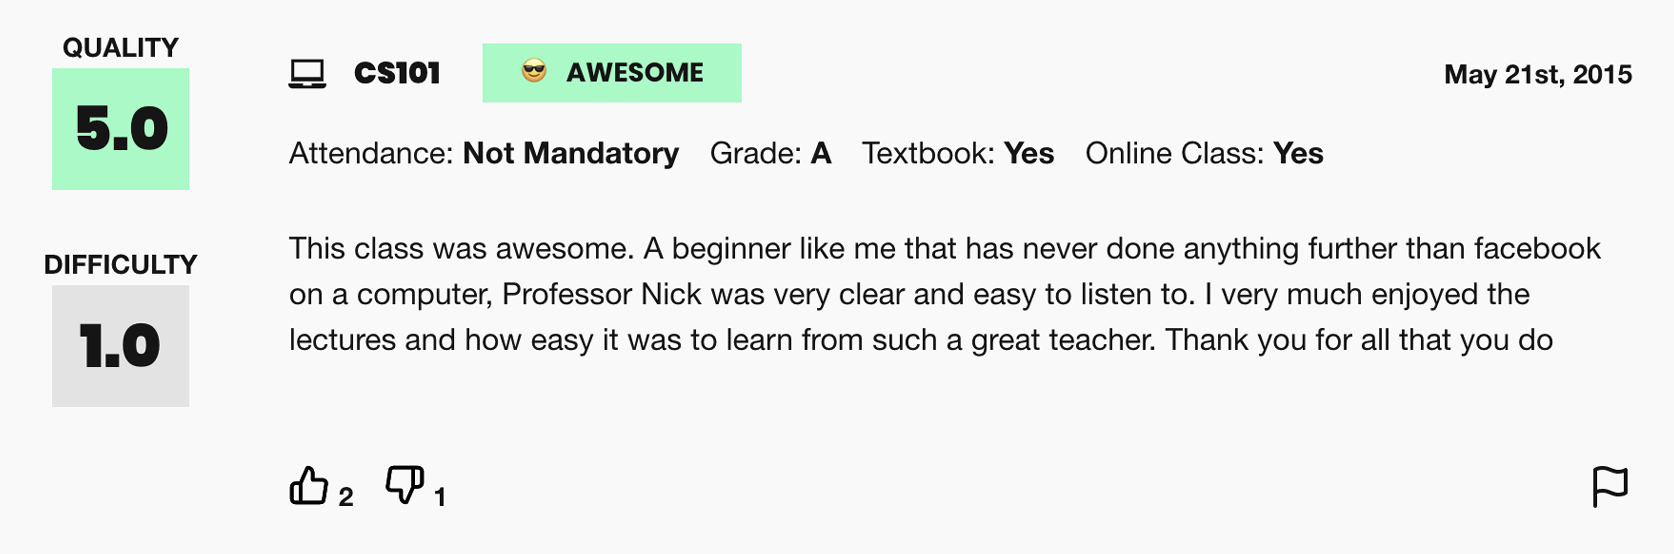 QUALITY
5.0
DIFFICULTY
1.0
CS101
AWESOME
May 21st, 2015
Attendance: Not Mandatory Grade: A Textbook: Yes Online Class: Yes
This class was awesome. A beginner like me that has never done anything further than facebook
on a computer, Professor Nick was very clear and easy to listen to. I very much enjoyed the
lectures and how easy it was to learn from such a great teacher. Thank you for all that you do
2 1